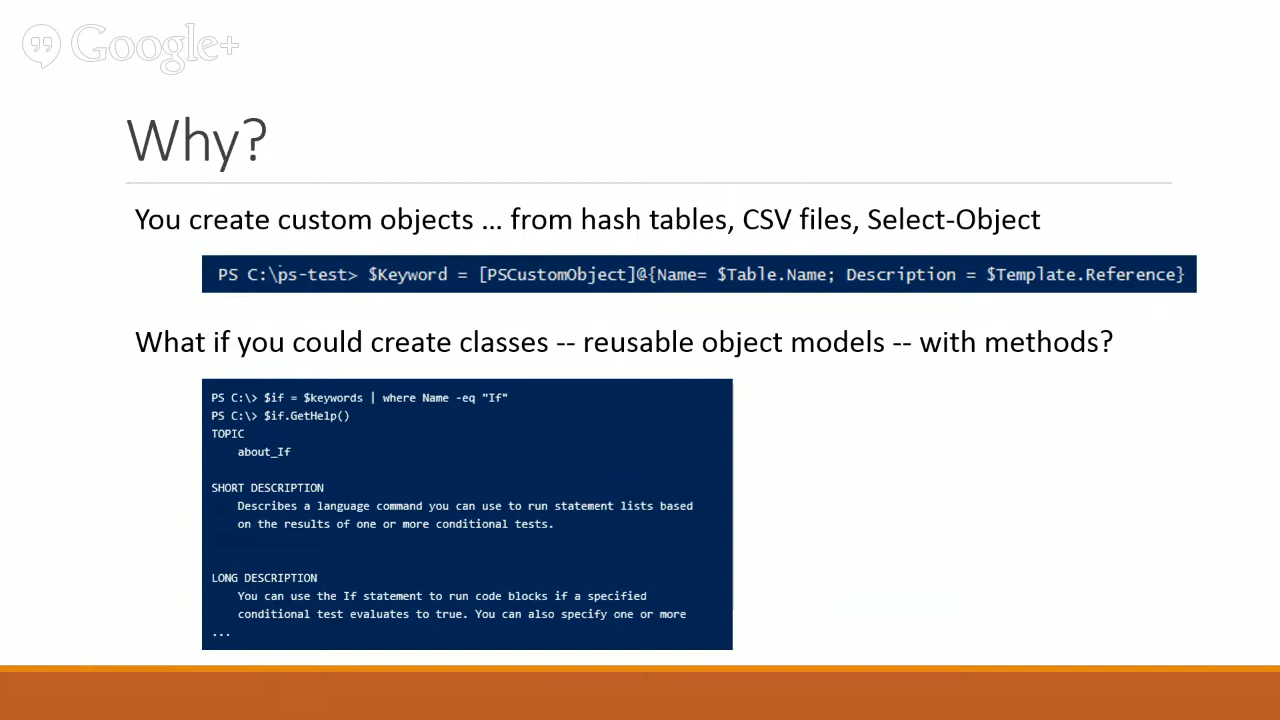 Google+
Why?
You create custom objects … from hash tables, CSV files, Select-Object
PS C:\ps-test> $Keyword = [PSCustomObject]@{Name= $Table.Name; Description = $Template.Reference}
What if you could create classes -- reusable object models -- with methods?
PS C:\> $if = $keywords | where Name -eq "If"
PS C:\> $if.GetHelp()
TOPIC
about_If
SHORT DESCRIPTION
Describes a language command you can use to run statement lists based
on the results of one or more conditional tests.
LONG DESCRIPTION
You can use the If statement to run code blocks if a specified
conditional test evaluates to true. You can also specify one or more
...